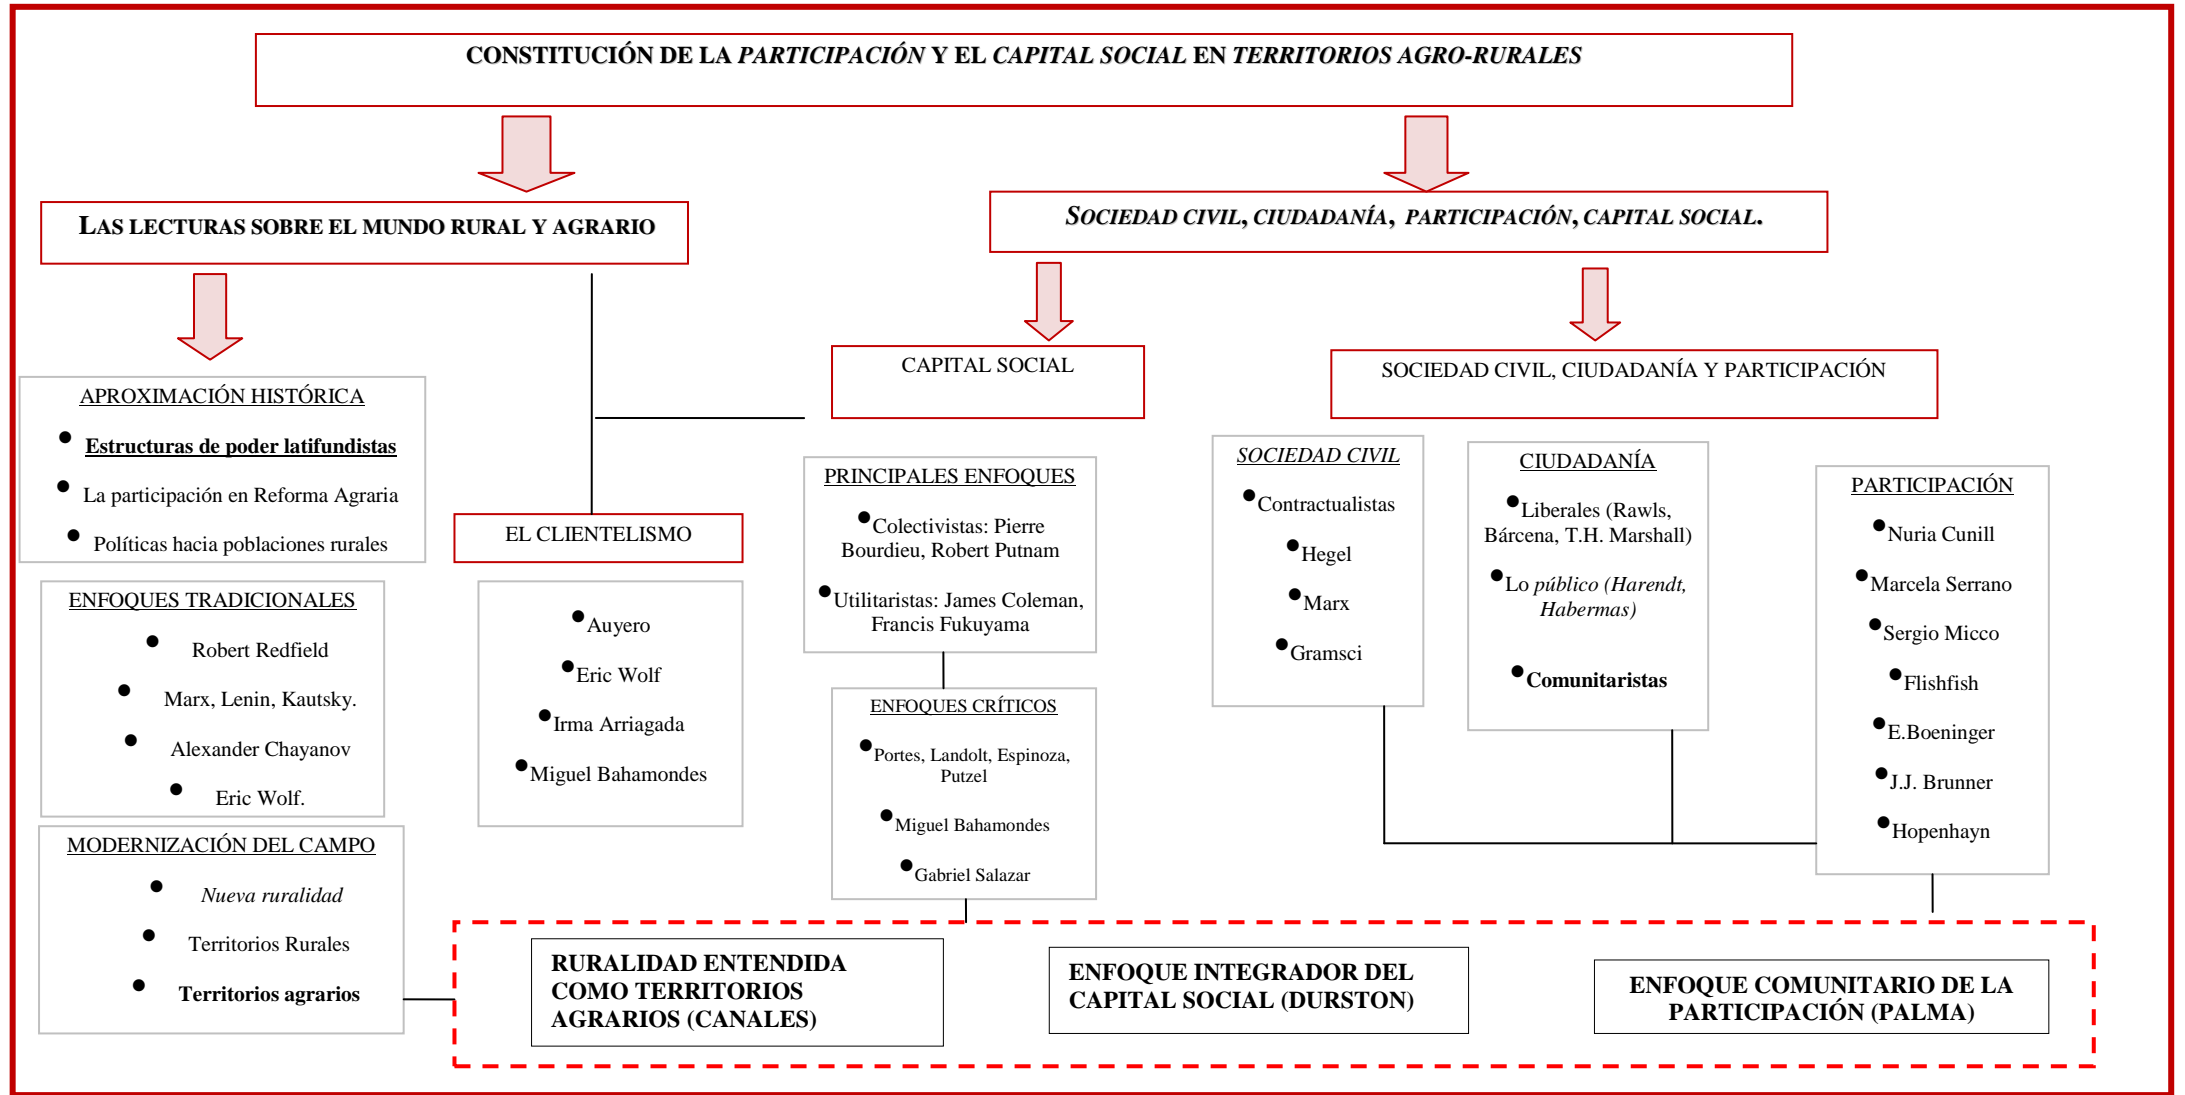 CONSTITUCIÓN DE LA PARTICIPACIÓN Y EL CAPITAL SOCIAL EN TERRITORIOS AGRO-RURALES
LAS LECTURAS SOBRE EL MUNDO RURAL Y AGRARIO
SOCIEDAD CIVIL, CIUDADANÍA, PARTICIPACIÓN, CAPITAL SOCIAL.
APROXIMACIÓN HISTÓRICA
● Estructuras de poder latifundistas
● La participación en Reforma Agraria
● Políticas hacia poblaciones rurales
ENFOQUES TRADICIONALES
● Robert Redfield
● Marx, Lenin, Kautsky.
● Alexander Chayanov
● Eric Wolf.
MODERNIZACIÓN DEL CAMPO
● Nueva ruralidad
● Territorios Rurales
● Territorios agrarios
EL CLIENTELISMO
● Auyero
● Eric Wolf
● Irma Arriagada
● Miguel Bahamondes
CAPITAL SOCIAL
PRINCIPALES ENFOQUES
● Colectivistas: Pierre
Bourdieu, Robert Putnam
● Utilitaristas: James Coleman,
Francis Fukuyama
ENFOQUES CRÍTICOS
● Portes, Landolt, Espinoza,
Putzel
● Miguel Bahamondes
● Gabriel Salazar
SOCIEDAD CIVIL, CIUDADANÍA Y PARTICIPACIÓN
SOCIEDAD CIVIL
● Contractualistas
● Hegel
● Marx
● Gramsci
CIUDADANÍA
● Liberales (Rawls,
Bárcena, T.H. Marshall)
● Lo público (Harendt,
Habermas)
● Comunitaristas
PARTICIPACIÓN
● Nuria Cunill
● Marcela Serrano
● Sergio Micco
● Flishfish
● E.Boeninger
● J.J. Brunner
● Hopenhayn
RURALIDAD ENTENDIDA
COMO TERRITORIOS
AGRARIOS (CANALES)
ENFOQUE INTEGRADOR DEL
CAPITAL SOCIAL (DURSTON)
ENFOQUE COMUNITARIO DE LA
PARTICIPACIÓN (PALMA)